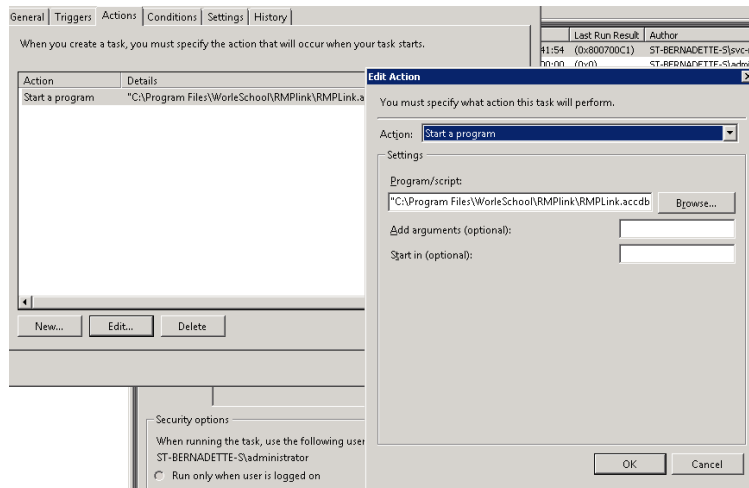 General Triggers Actions Conditions Settings History
When you create a task, you must specify the action that will occur when your task starts.
Action Details
Start a program "C:\Program Files\WorleSchool\RMPlink\RMPLink.a
New... Edit... Delete
Last Run Result Author
41:54 (0x800700C1) ST-BERNADETTE-S\svc-
00:00 (0x0) ST-BERNADETTE-S\admi
Edit Action
You must specify what action this task will perform.
Action: Start a program
Settings
Program/script:
"C:\Program Files\WorleSchool\RMPlink\RMPLink.accdb Browse...
Add arguments (optional):
Start in (optional):
OK Cancel
Security options
When running the task, use the following user
ST-BERNADETTE-S\administrator
Run only when user is logged on